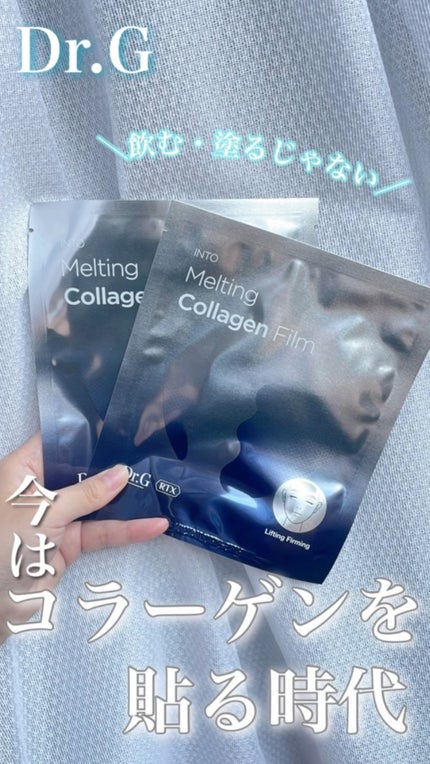 Dr.G
\飲む・塗るじゃない/
INTO
Melting
Collage
INTO
Melting
Collagen Film
Dr.G RTX
Lifting Firming
今は
コラーゲンを
貼る時代